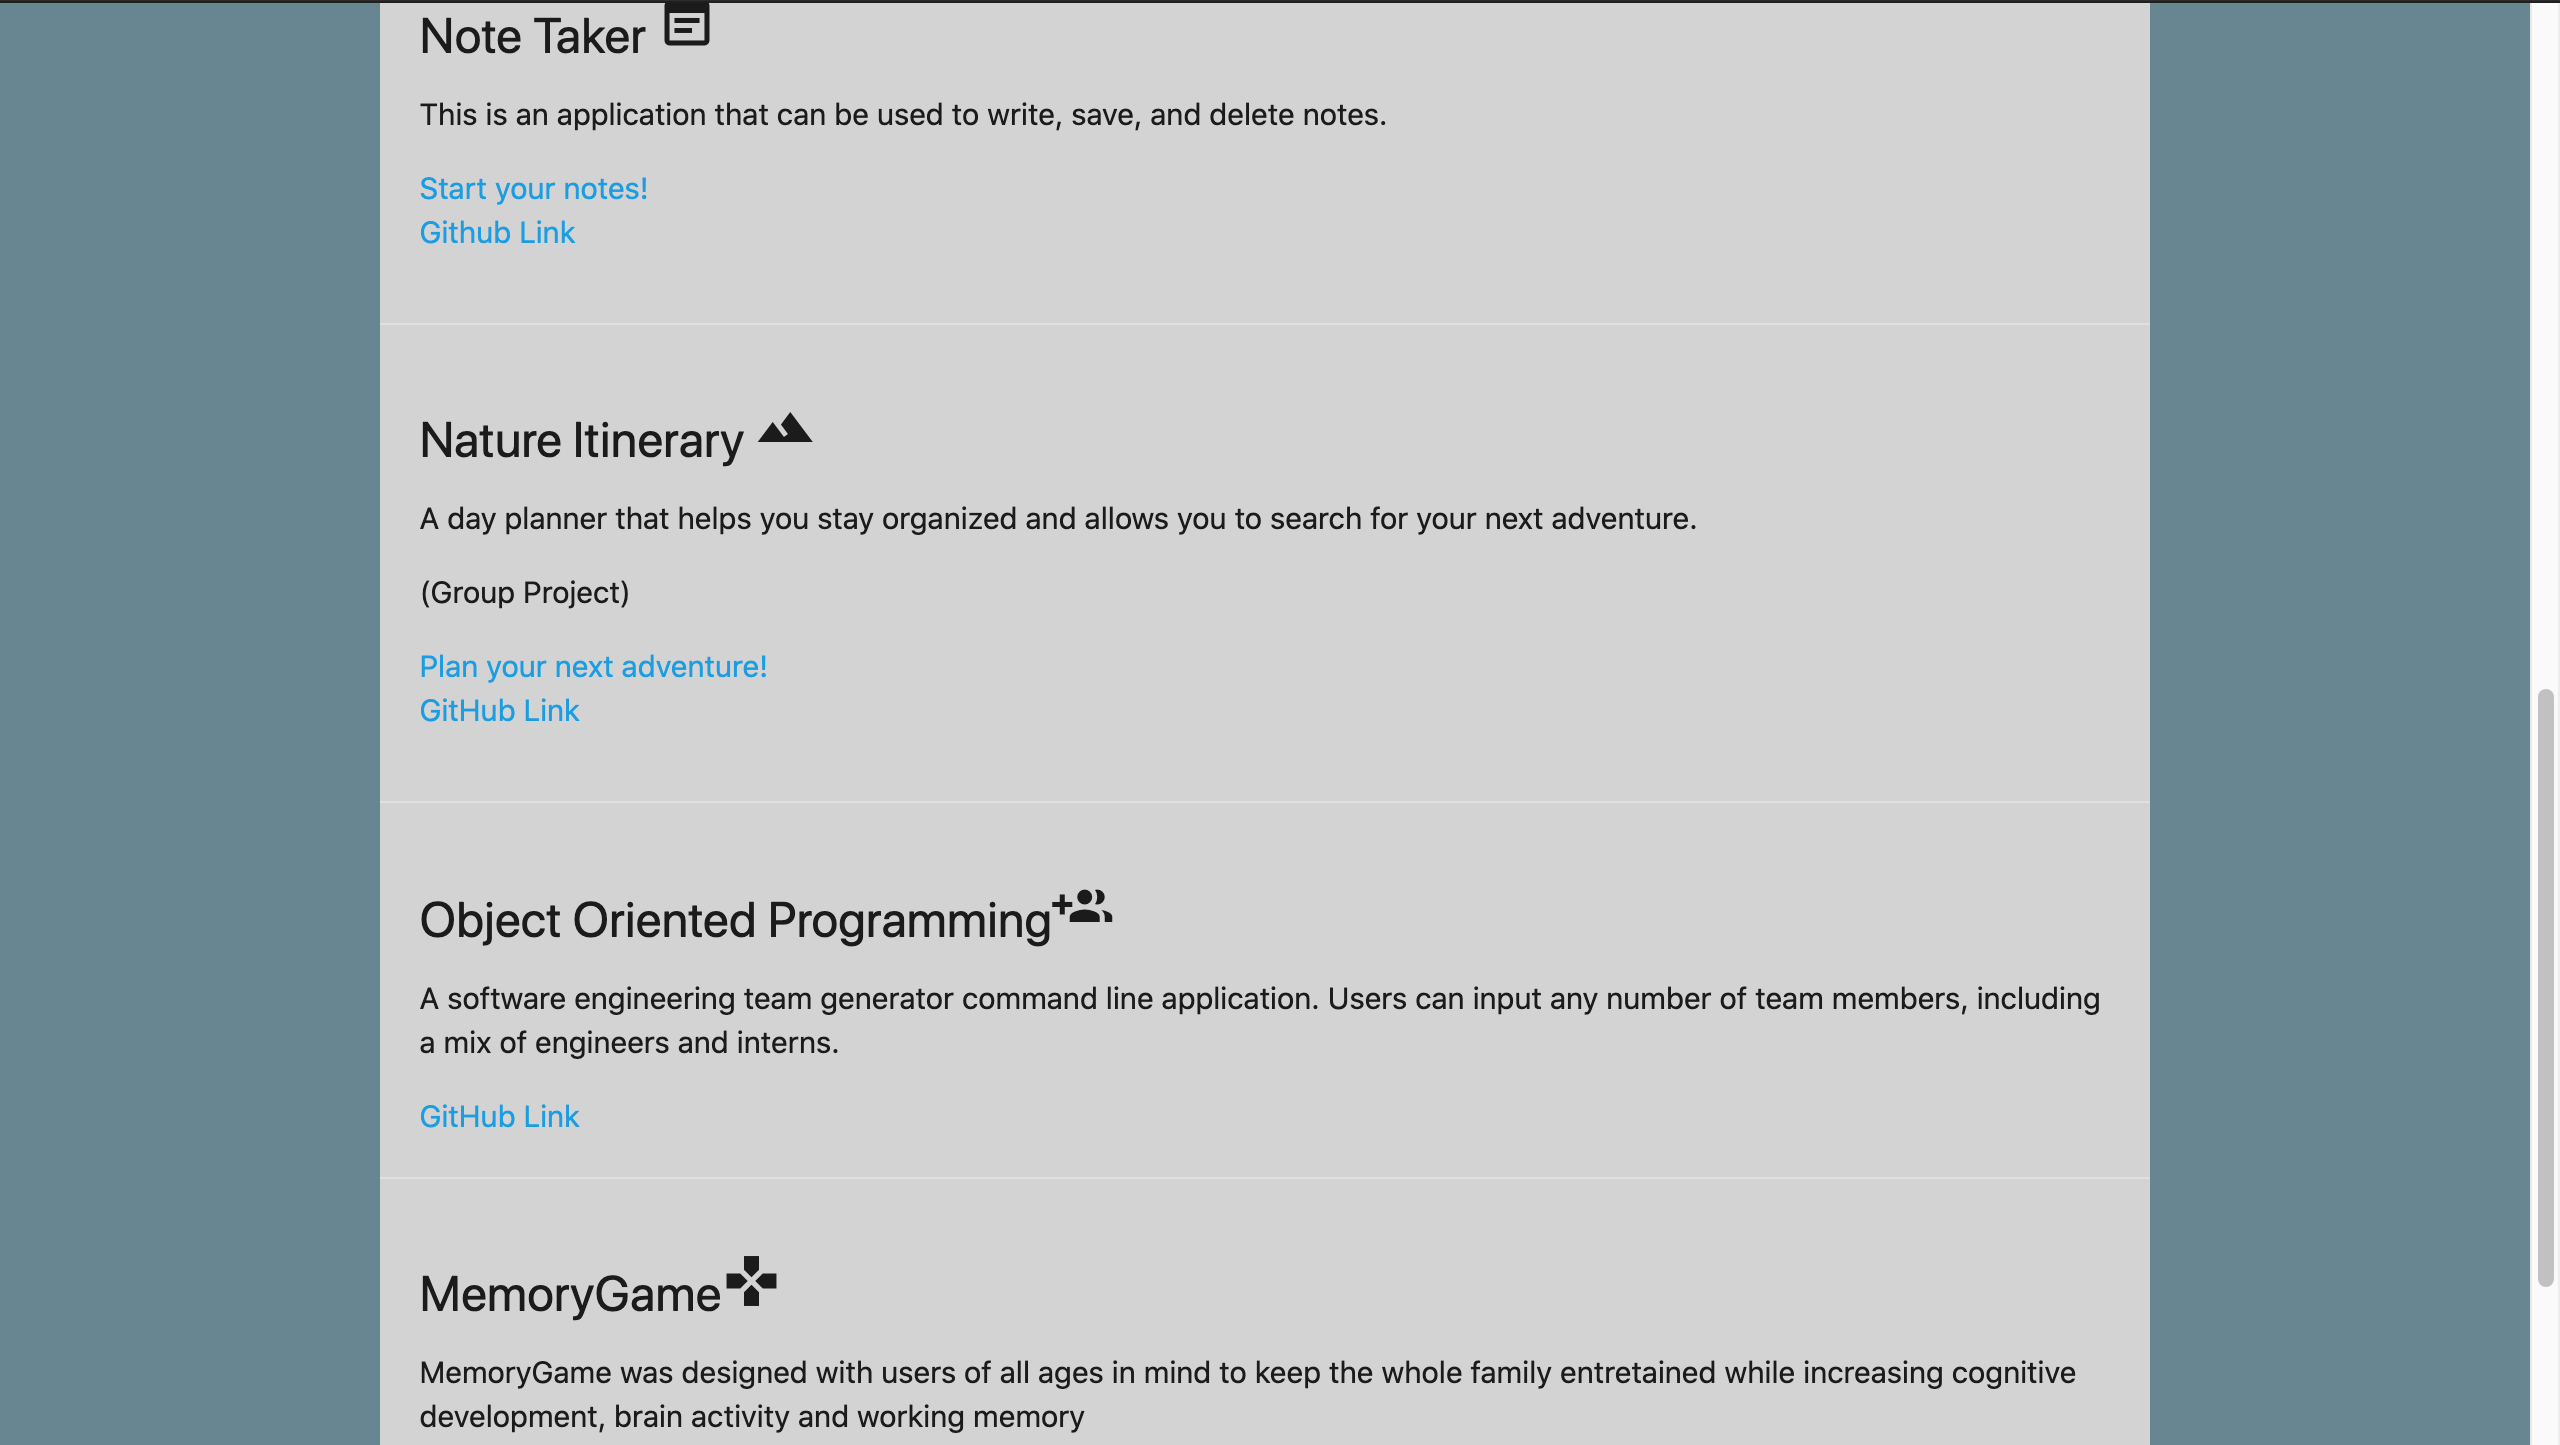 Note Taker
This is an application that can be used to write, save, and delete notes.
Start your notes!
Github Link
Nature Itinerary
A day planner that helps you stay organized and allows you to search for your next adventure.
(Group Project)
Plan your next adventure!
GitHub Link
Object Oriented Programming
A software engineering team generator command line application. Users can input any number of team members, including
a mix of engineers and interns.
GitHub Link
MemoryGame
MemoryGame was designed with users of all ages in mind to keep the whole family entretained while increasing cognitive
development, brain activity and working memory